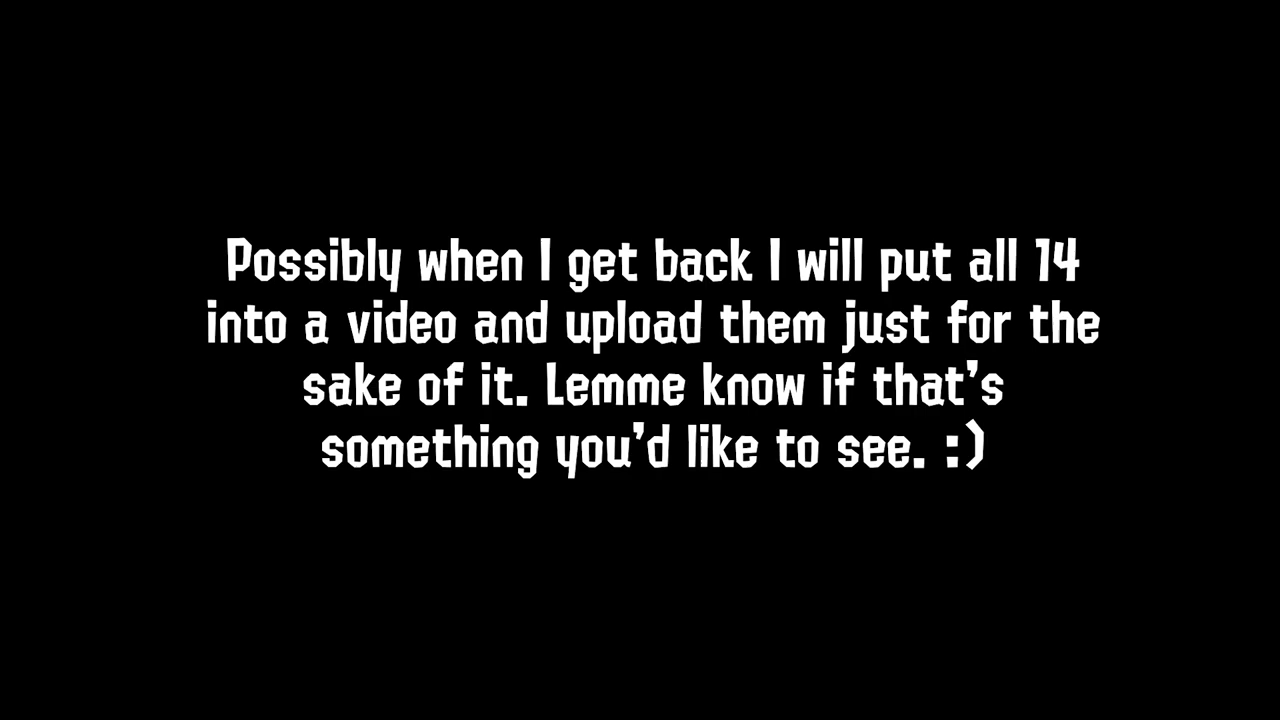 Possibly when I get back I will put all 14
into a video and upload them just for the
sake of it. Lemme know if that's
something you'd like to see. :)